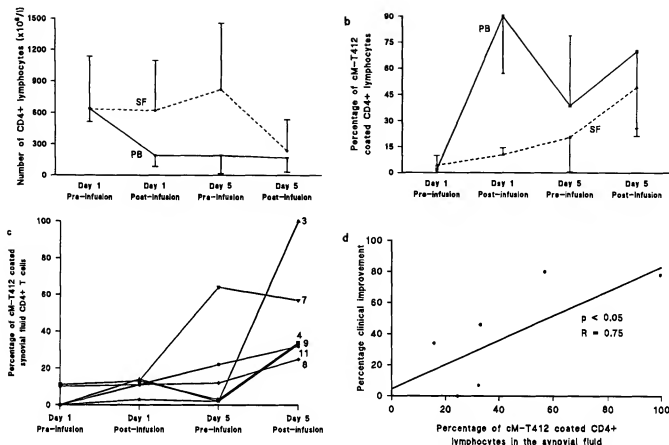 Number of CD4+ lymphocytes (x10⁶/l)
1500
1200
900
600
300
0
SF
PB
Day 1 Pre-infusion
Day 1 Post-infusion
Day 5 Pre-infusion
Day 5 Post-infusion
b
Percentage of cM-T412
coated CD4+ lymphocytes
90
75
60
45
30
15
0
PB
SF
Day 1 Pre-infusion
Day 1 Post-infusion
Day 5 Pre-infusion
Day 5 Post-infusion
c
Percentage of cM-T412 coated
synovial fluid CD4+ T cells
100
80
60
40
20
0
3
7
4
9
11
8
Day 1 Pre-infusion
Day 1 Post-infusion
Day 5 Pre-infusion
Day 5 Post-infusion
d
Percentage clinical improvement
100
80
60
40
20
0
p < 0.05
R = 0.75
0
20
40
60
80
100
Percentage of cM-T412 coated CD4+
lymphocytes in the synovial fluid